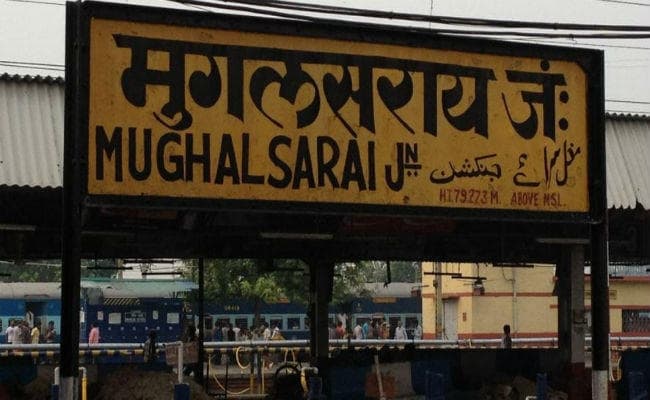 मुगलसराय जं:
MUGHALSARAI JN
مغل سرائے جنکشن
HT.79.273 M. ABOVE MSL.